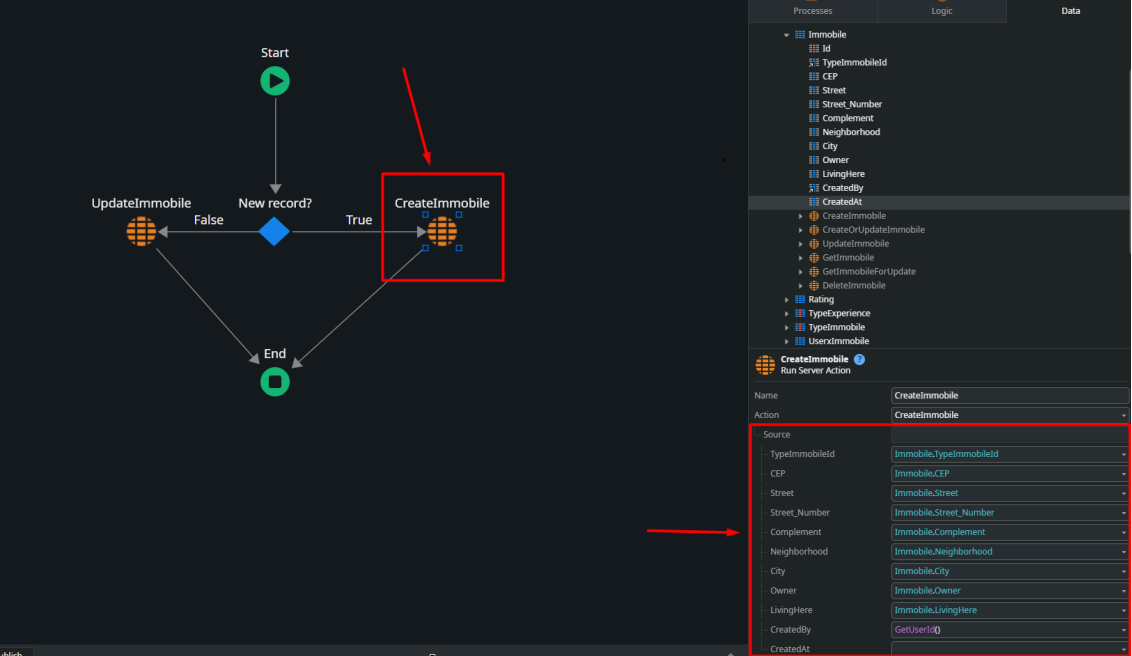 Processes Logic Data
Start
New record?
UpdateImmobile
CreateImmobile
False
True
End
Immobile
Id
TypeImmobileId
CEP
Street
Street_Number
Complement
Neighborhood
City
Owner
LivingHere
CreatedBy
CreatedAt
CreateImmobile
CreateOrUpdateImmobile
UpdateImmobile
GetImmobile
GetImmobileForUpdate
DeleteImmobile
Rating
TypeExperience
TypeImmobile
UserxImmobile
CreateImmobile ?
Run Server Action
Name CreateImmobile
Action CreateImmobile
Source
TypeImmobileId Immobile.TypeImmobileId
CEP Immobile.CEP
Street Immobile.Street
Street_Number Immobile.Street_Number
Complement Immobile.Complement
Neighborhood Immobile.Neighborhood
City Immobile.City
Owner Immobile.Owner
LivingHere Immobile.LivingHere
CreatedBy GetUserId()
CreatedAt